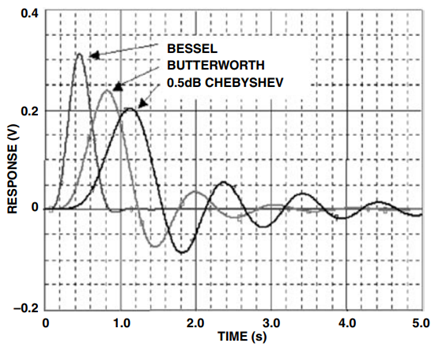 0.4
BESSEL
BUTTERWORTH
0.5dB CHEBYSHEV
0.2
RESPONSE (V)
0
–0.2
0 1.0 2.0 3.0 4.0 5.0
TIME (s)